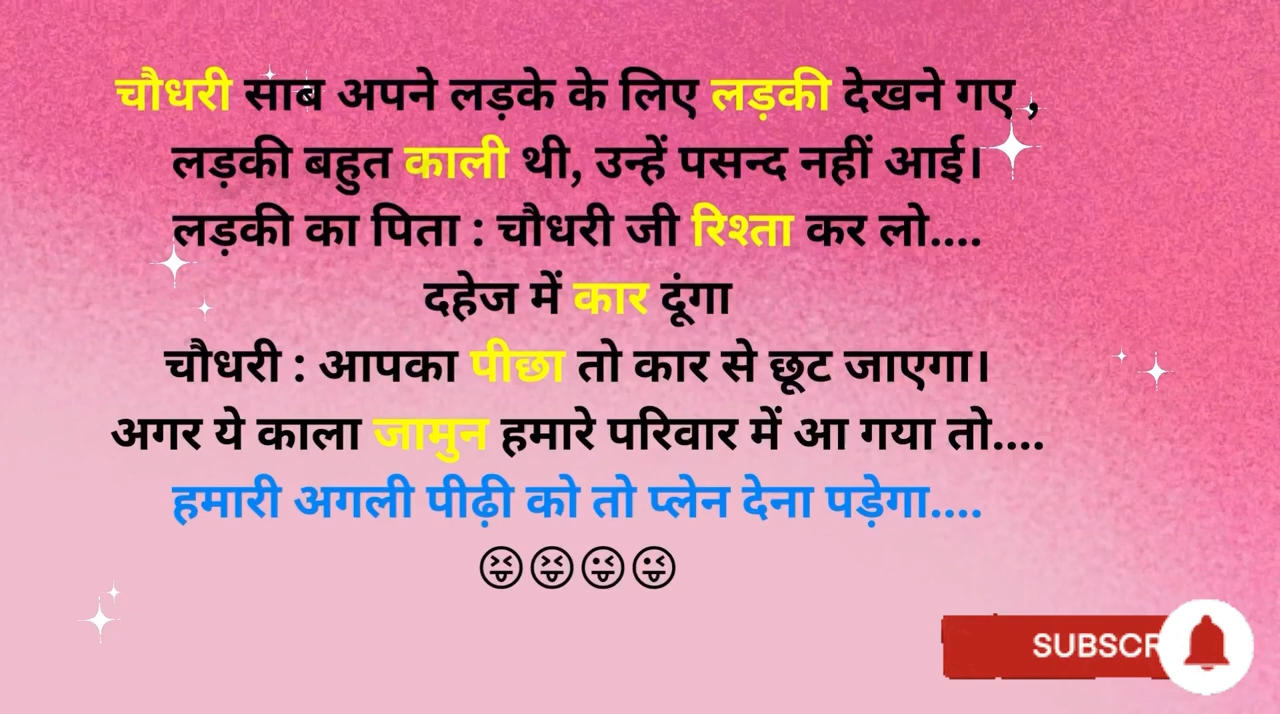 चौधरी साब अपने लड़के के लिए लड़की देखने गए ,
लड़की बहुत काली थी, उन्हें पसन्द नहीं आई।
लड़की का पिता : चौधरी जी रिश्ता कर लो....
दहेज में कार दूंगा
चौधरी : आपका पीछा तो कार से छूट जाएगा।
अगर ये काला जामुन हमारे परिवार में आ गया तो....
हमारी अगली पीढ़ी को तो प्लेन देना पड़ेगा....
😝😝😜😜
SUBSCR